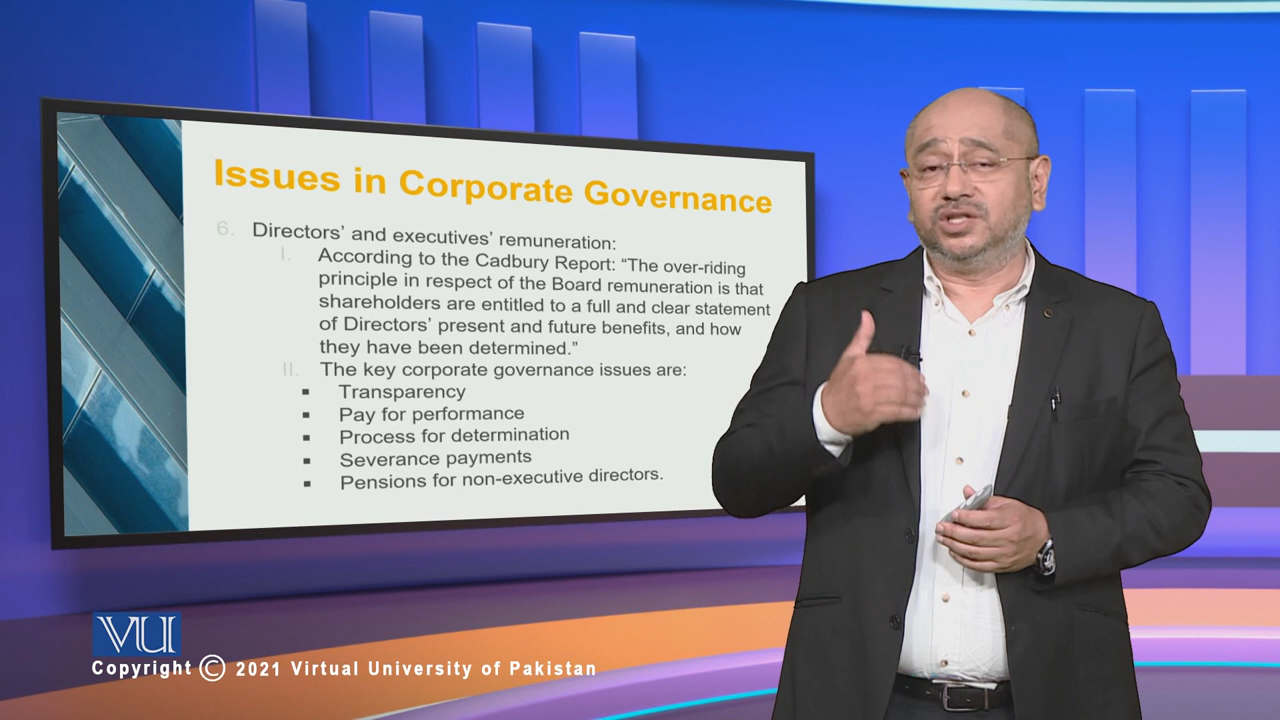 Issues in Corporate Governance
6. Directors’ and executives’ remuneration:
I. According to the Cadbury Report: “The over-riding
principle in respect of the Board remuneration is that
shareholders are entitled to a full and clear statement
of Directors’ present and future benefits, and how
they have been determined.”
II. The key corporate governance issues are:
▪ Transparency
▪ Pay for performance
▪ Process for determination
▪ Severance payments
▪ Pensions for non-executive directors.
VU
Copyright © 2021 Virtual University of Pakistan